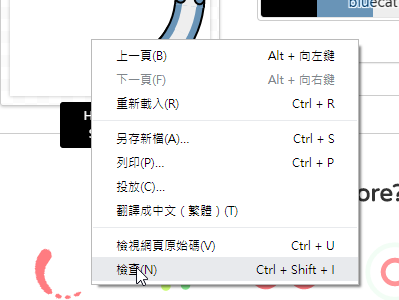 bluecat
上一頁(B) Alt + 向左鍵
下一頁(F) Alt + 向右鍵
重新載入(R) Ctrl + R
另存新檔(A)... Ctrl + S
列印(P)... Ctrl + P
投放(C)...
翻譯成中文（繁體）(T)
ore?
檢視網頁原始碼(V) Ctrl + U
檢查(N) Ctrl + Shift + I